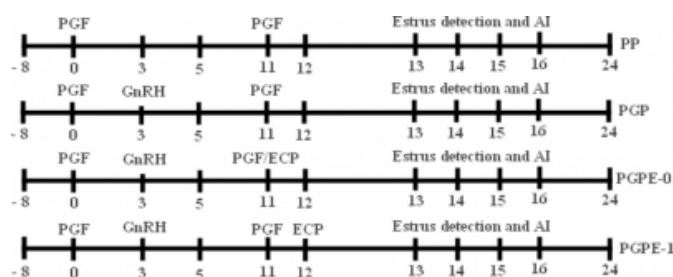 PGF PGF Estrus detection and AI
PP
- 8 0 3 5 11 12 13 14 15 16 24
PGF GnRH PGF Estrus detection and AI
PGP
- 8 0 3 5 11 12 13 14 15 16 24
PGF GnRH PGF/ECP Estrus detection and AI
PGPE-0
- 8 0 3 5 11 12 13 14 15 16 24
PGF GnRH PGF ECP Estrus detection and AI
PGPE-1
- 8 0 3 5 11 12 13 14 15 16 24